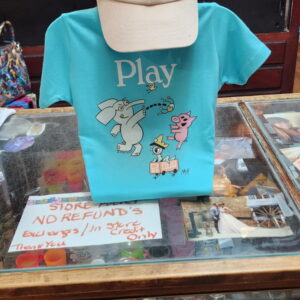 Play
STORE POLICY
NO REFUND'S
Exchanges/In store
Credit
Only
Thank You